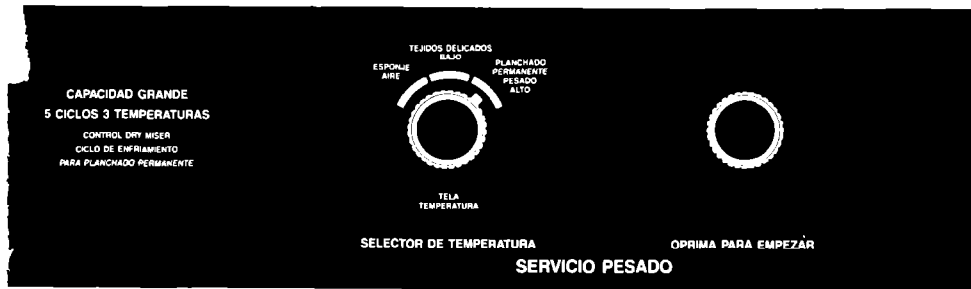 CAPACIDAD GRANDE
5 CICLOS 3 TEMPERATURAS
CONTROL DRY MISER
CICLO DE ENFRIAMIENTO
PARA PLANCHADO PERMANENTE
TEJIDOS DELICADOS
BAJO
ESPONJE
AIRE
PLANCHADO
PERMANENTE
PESADO
ALTO
TELA
TEMPERATURA
SELECTOR DE TEMPERATURA
OPRIMA PARA EMPEZAR
SERVICIO PESADO